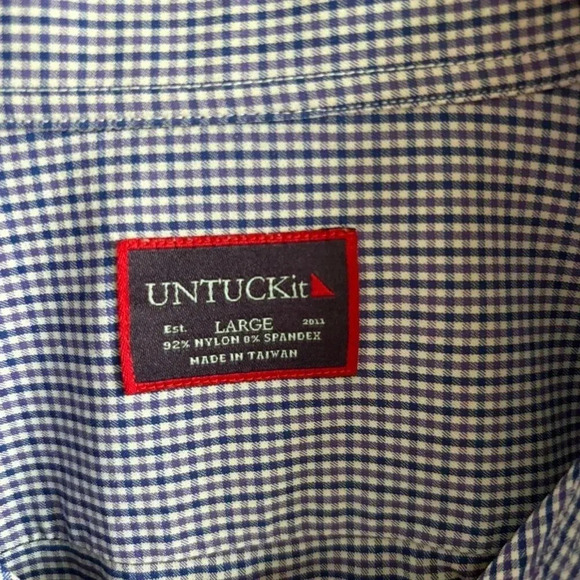 UNTUCKit
Est. LARGE 2011
92% NYLON 8% SPANDEX
MADE IN TAIWAN